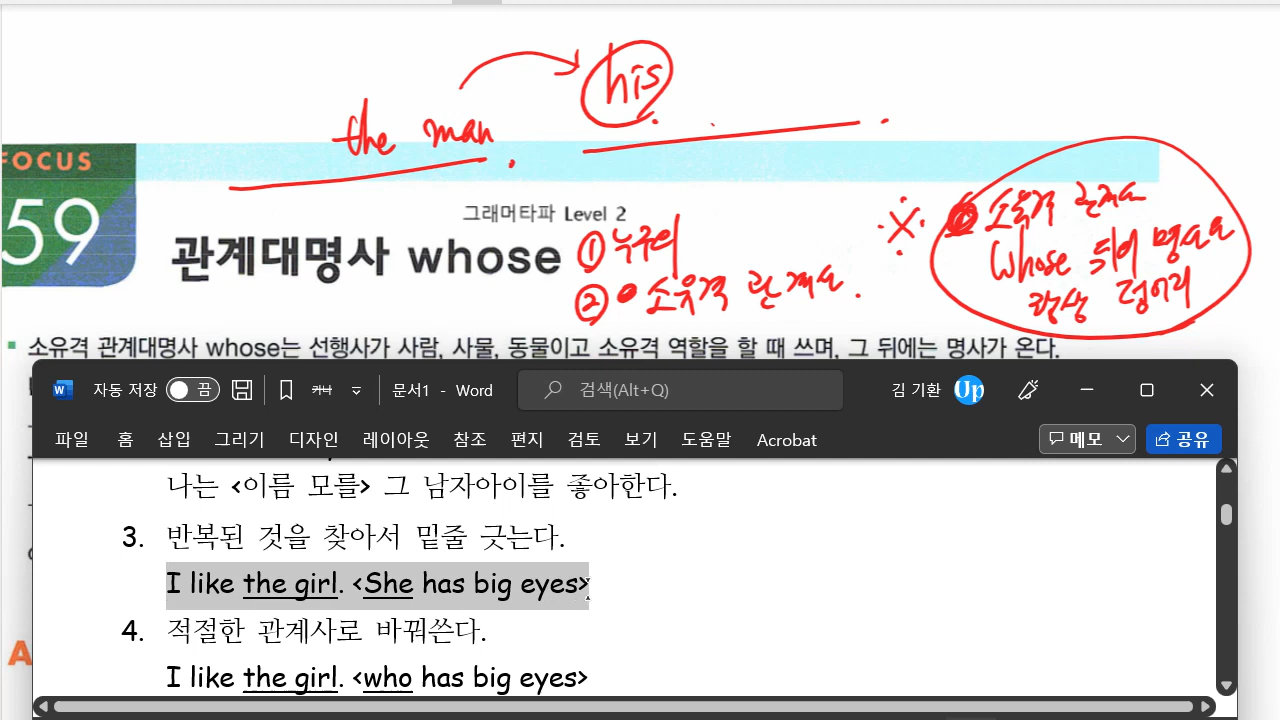 his.
the man.
FOCUS
59
그래머타파 Level 2
관계대명사 whose
① 누구의
② 소유격 관계사.
※ 소유격 관계사
whose 뒤에 명사요
항상 덩어리
소유격 관계대명사 whose는 선행사가 사람, 사물, 동물이고 소유격 역할을 할 때 쓰며, 그 뒤에는 명사가 온다.
자동 저장 끔 가나 문서1 - Word 검색(Alt+Q) 김 기환 Up
파일 홈 삽입 그리기 디자인 레이아웃 참조 편지 검토 보기 도움말 Acrobat 메모 공유
나는 <이름 모를> 그 남자아이를 좋아한다.
3. 반복된 것을 찾아서 밑줄 긋는다.
I like the girl. <She has big eyes>
4. 적절한 관계사로 바꿔쓴다.
A
I like the girl. <who has big eyes>